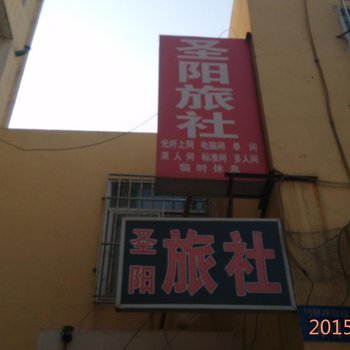 圣阳旅社
光纤上网 电脑间 单间
双人间 标准间 多人间
临时休息
圣阳
旅社
2015